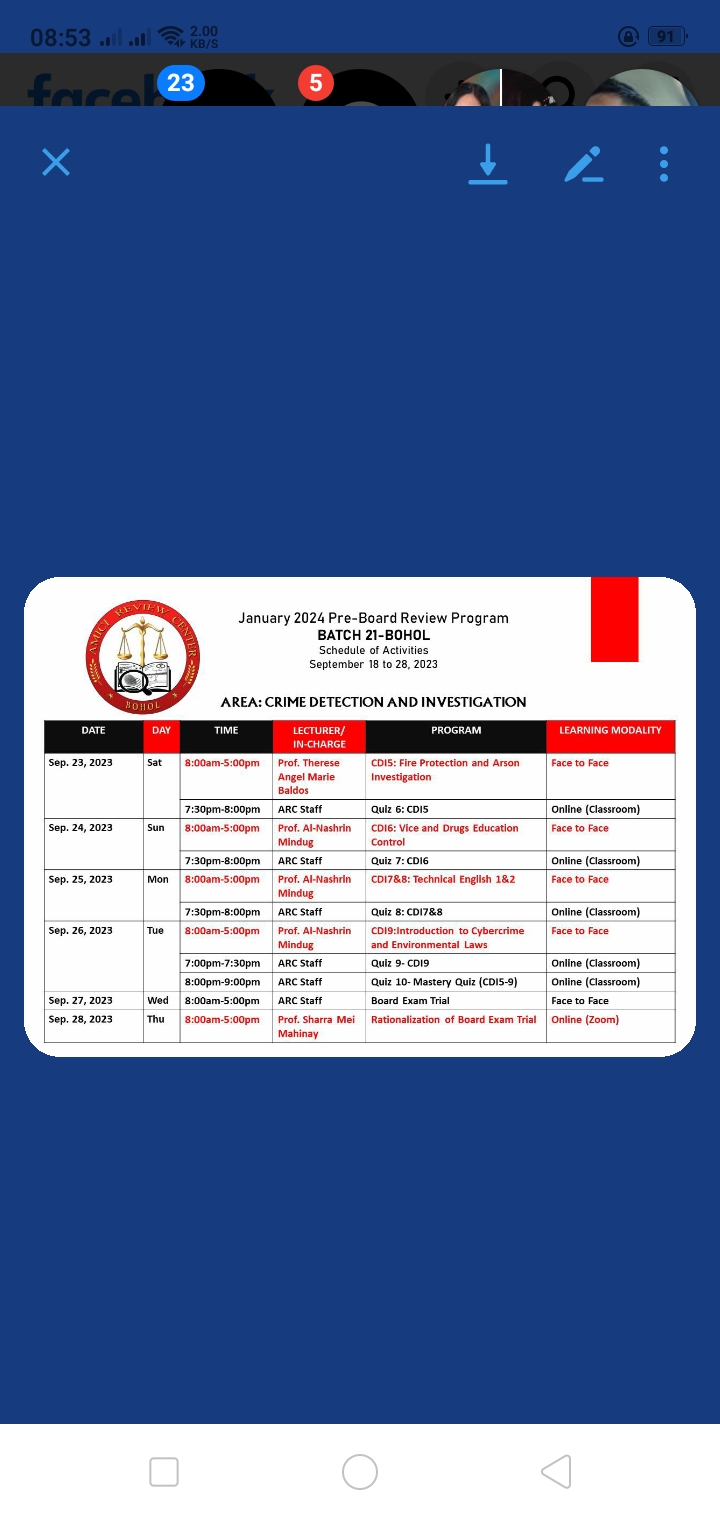 08:53 2.00 KB/S 91
facebook
23 5
AMICI REVIEW CENTER
BOHOL
January 2024 Pre-Board Review Program
BATCH 21-BOHOL
Schedule of Activities
September 18 to 28, 2023
AREA: CRIME DETECTION AND INVESTIGATION
DATE DAY TIME LECTURER/ IN-CHARGE PROGRAM LEARNING MODALITY
Sep. 23, 2023 Sat 8:00am-5:00pm Prof. Therese Angel Marie Baldos CDI5: Fire Protection and Arson Investigation Face to Face
7:30pm-8:00pm ARC Staff Quiz 6: CDI5 Online (Classroom)
Sep. 24, 2023 Sun 8:00am-5:00pm Prof. Al-Nashrin Mindug CDI6: Vice and Drugs Education Control Face to Face
7:30pm-8:00pm ARC Staff Quiz 7: CDI6 Online (Classroom)
Sep. 25, 2023 Mon 8:00am-5:00pm Prof. Al-Nashrin Mindug CDI7&8: Technical English 1&2 Face to Face
7:30pm-8:00pm ARC Staff Quiz 8: CDI7&8 Online (Classroom)
Sep. 26, 2023 Tue 8:00am-5:00pm Prof. Al-Nashrin Mindug CDI9:Introduction to Cybercrime and Environmental Laws Face to Face
7:00pm-7:30pm ARC Staff Quiz 9- CDI9 Online (Classroom)
8:00pm-9:00pm ARC Staff Quiz 10- Mastery Quiz (CDI5-9) Online (Classroom)
Sep. 27, 2023 Wed 8:00am-5:00pm ARC Staff Board Exam Trial Face to Face
Sep. 28, 2023 Thu 8:00am-5:00pm Prof. Sharra Mei Mahinay Rationalization of Board Exam Trial Online (Zoom)